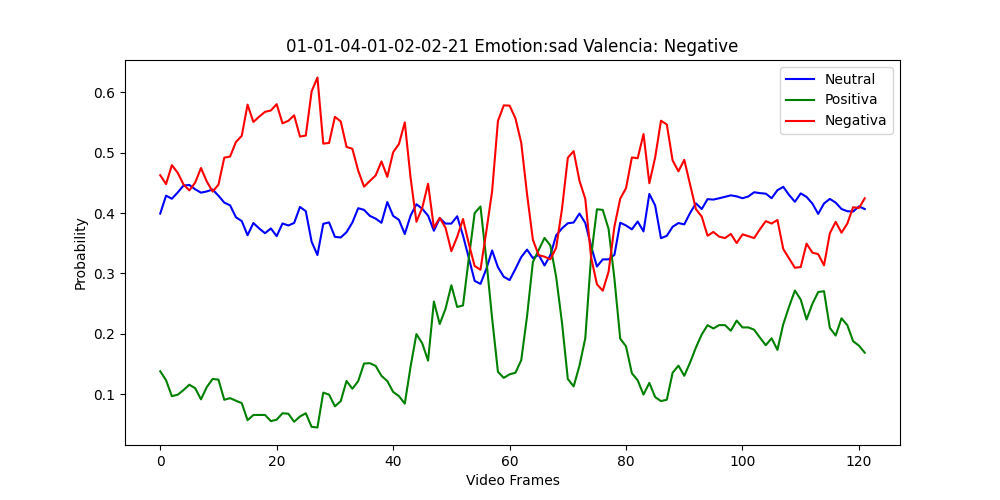 01-01-04-01-02-02-21 Emotion:sad Valencia: Negative
Neutral
Positiva
Negativa
Probability
0.6
0.5
0.4
0.3
0.2
0.1
0 20 40 60 80 100 120
Video Frames